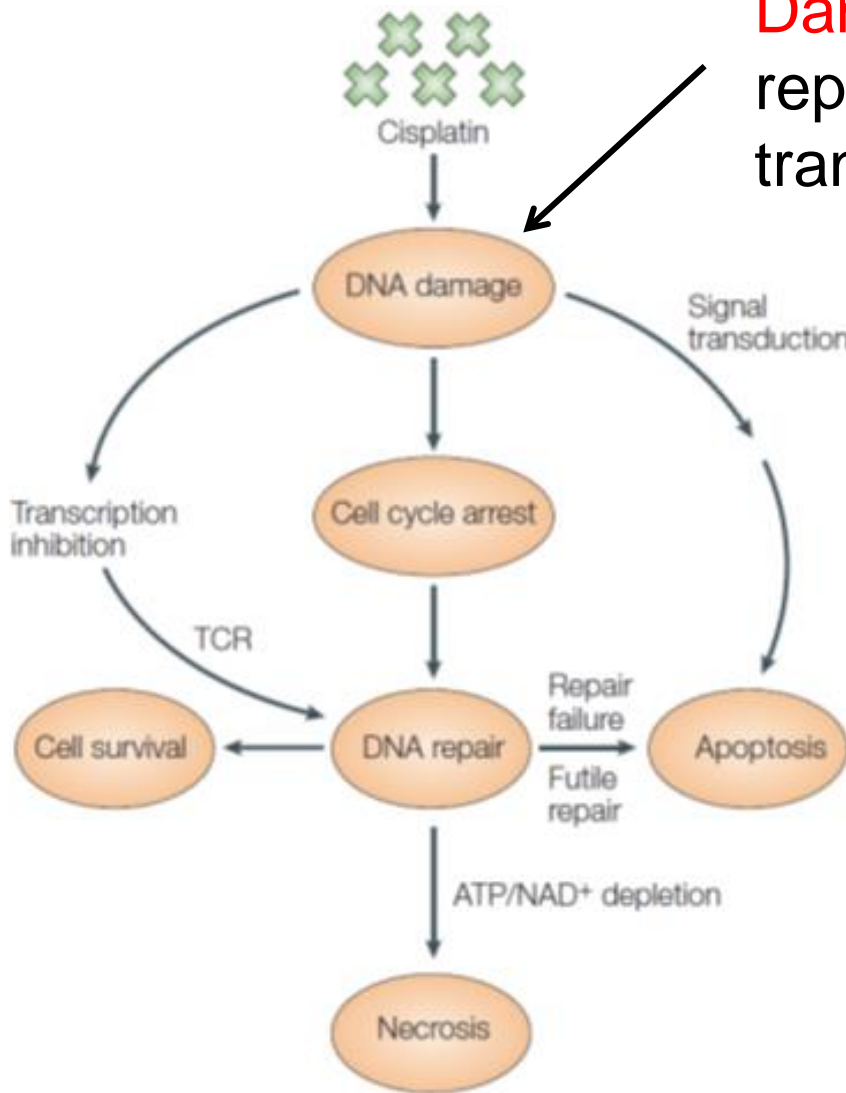 Cisplatin
DNA damage
Signal
transduction
Cell cycle arrest
Transcription
inhibition
TCR
Cell survival
DNA repair
Repair
failure
Futile
repair
Apoptosis
ATP/NAD+ depletion
Necrosis